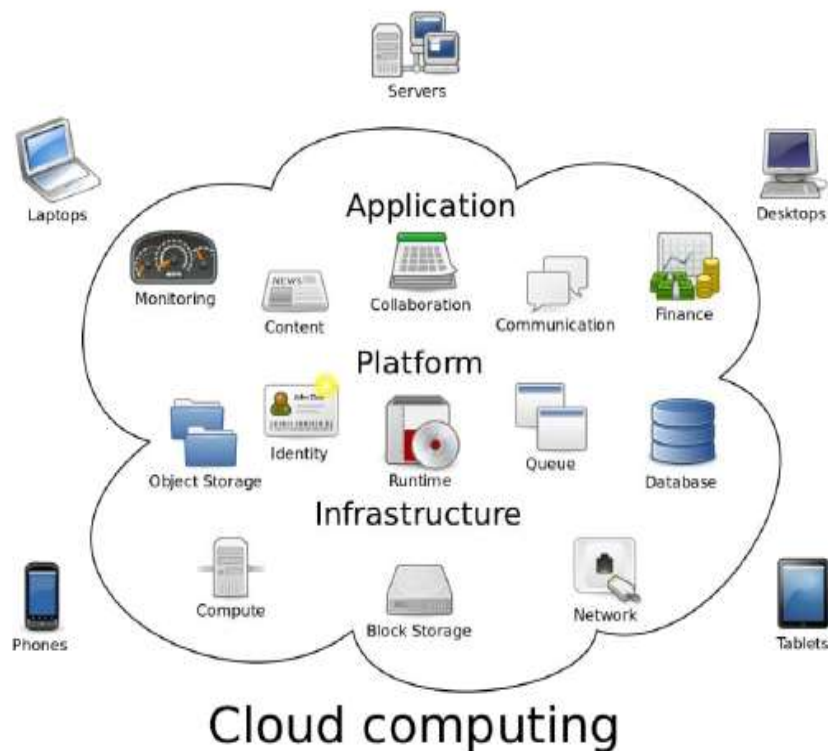 Servers
Laptops
Desktops
Application
Monitoring
NEWS
Content
Collaboration
Communication
Finance
Platform
Object Storage
Identity
Runtime
Queue
Database
Infrastructure
Compute
Block Storage
Network
Phones
Tablets
Cloud computing